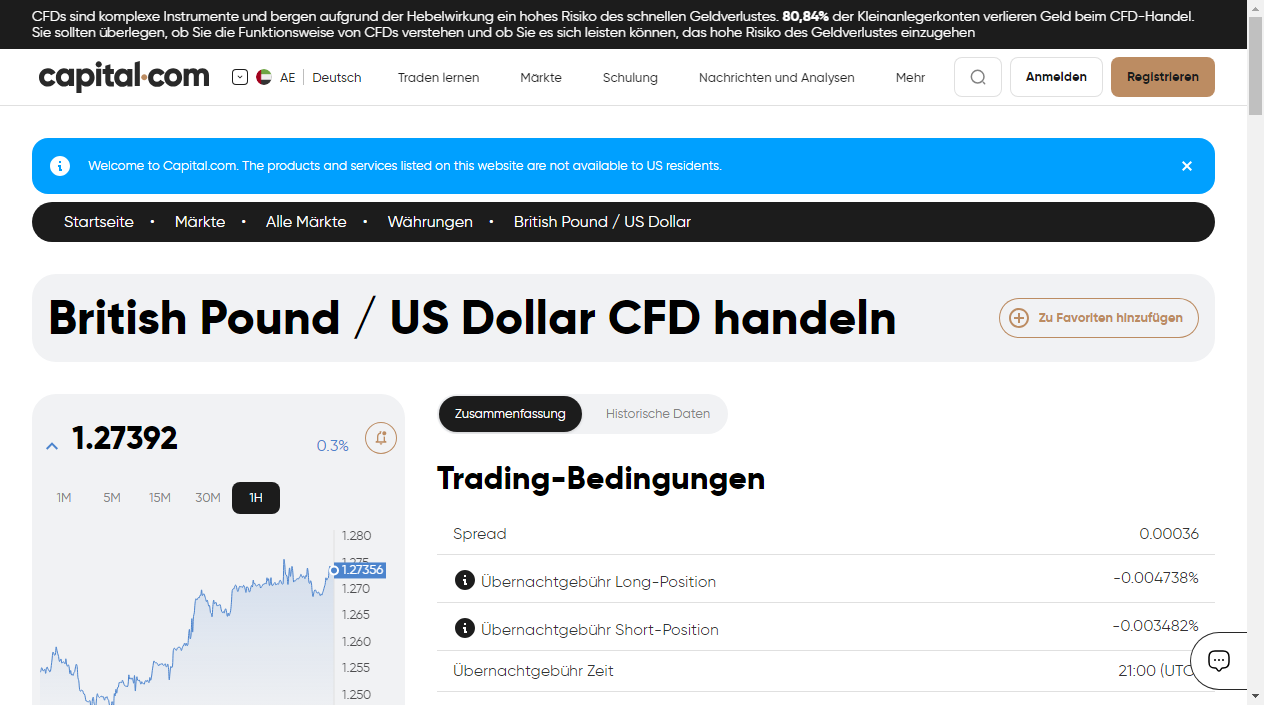 CFDs sind komplexe Instrumente und bergen aufgrund der Hebelwirkung ein hohes Risiko des schnellen Geldverlustes. 80,84% der Kleinanlegerkonten verlieren Geld beim CFD-Handel.
Sie sollten überlegen, ob Sie die Funktionsweise von CFDs verstehen und ob Sie es sich leisten können, das hohe Risiko des Geldverlustes einzugehen
capital.com AE Deutsch Traden lernen Märkte Schulung Nachrichten und Analysen Mehr Anmelden Registrieren
Welcome to Capital.com. The products and services listed on this website are not available to US residents.
Startseite • Märkte • Alle Märkte • Währungen • British Pound / US Dollar
British Pound / US Dollar CFD handeln
Zu Favoriten hinzufügen
1.27392
0.3%
1M 5M 15M 30M 1H
1.280
1.27356
1.270
1.265
1.260
1.255
1.250
Zusammenfassung Historische Daten
Trading-Bedingungen
Spread 0.00036
Übernachtgebühr Long-Position -0.004738%
Übernachtgebühr Short-Position -0.003482%
Übernachtgebühr Zeit 21:00 (UTC